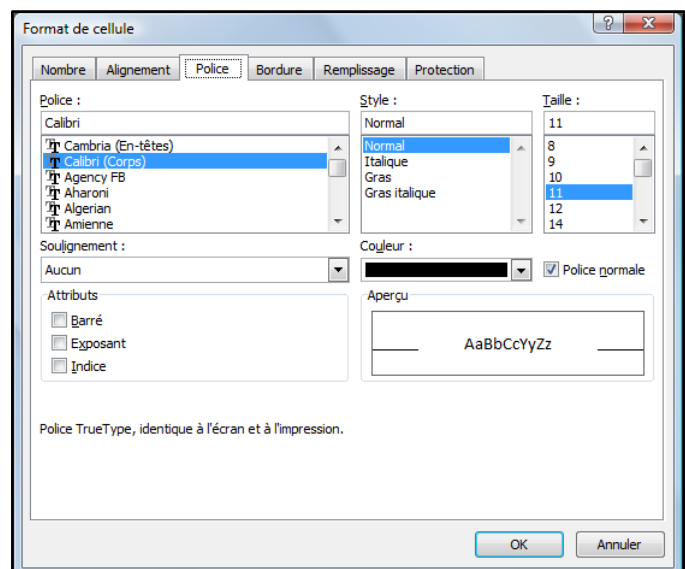 Format de cellule
Nombre Alignement Police Bordure Remplissage Protection
Police : Style : Taille :
Calibri Normal 11
Cambria (En-têtes) Normal 8
Calibri (Corps) Italique 9
Agency FB Gras 10
Aharoni Gras italique 11
Algerian 12
Amienne 14
Soulignement : Couleur :
Aucun Police normale
Attributs Aperçu
Barré
Exposant AaBbCcYyZz
Indice
Police TrueType, identique à l'écran et à l'impression.
OK Annuler